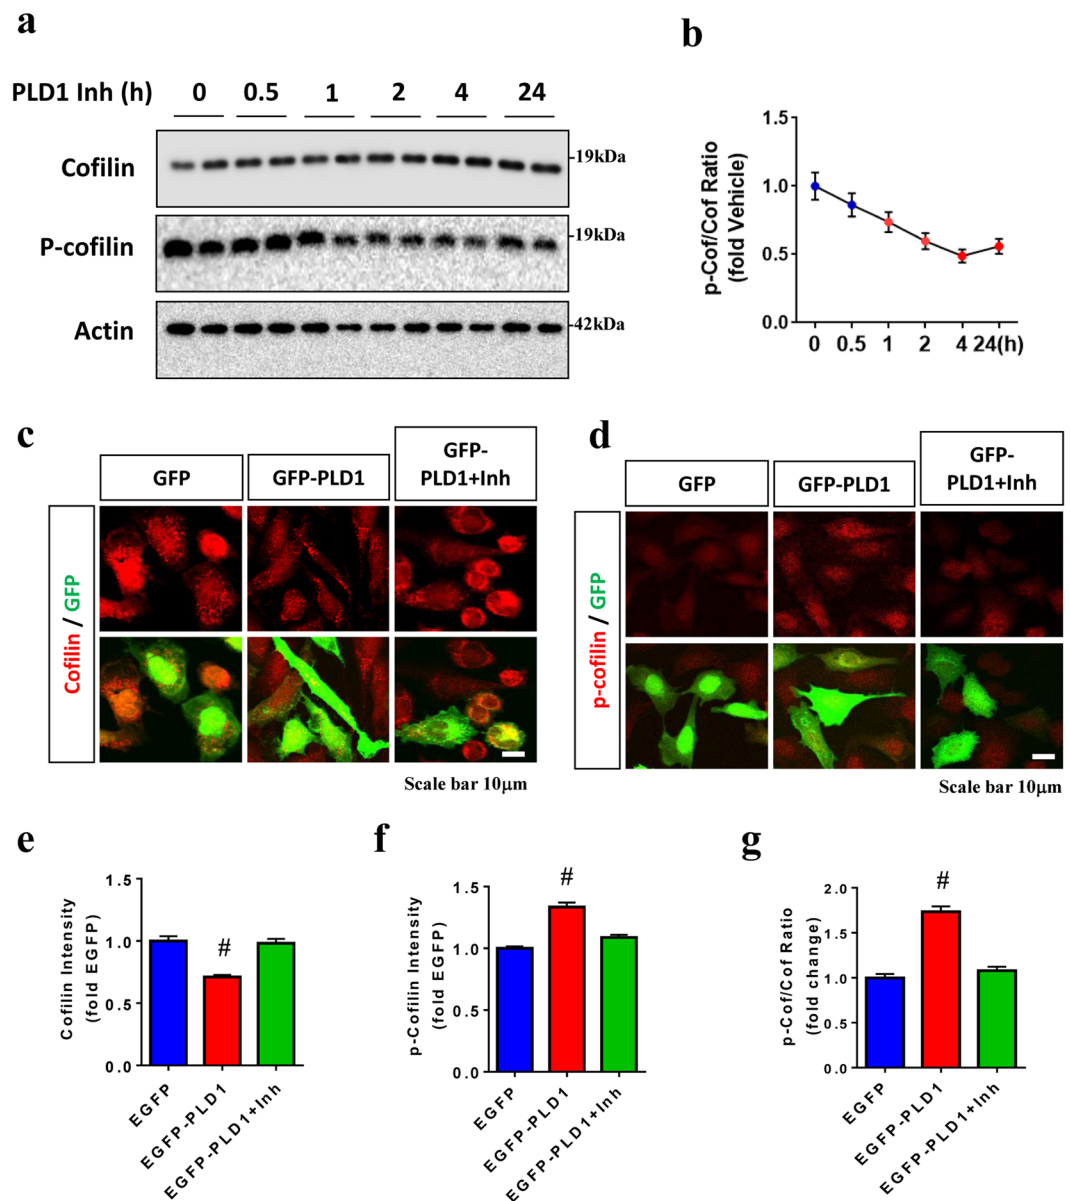 a
PLD1 Inh (h) 0 0.5 1 2 4 24
Cofilin
-19kDa
P-cofilin
-19kDa
Actin
-42kDa
b
p-Cof/Cof Ratio
(fold Vehicle)
1.5
1.0
0.5
0.0
0 0.5 1 2 4 24(h)
c
GFP
GFP-PLD1
GFP-
PLD1+Inh
Cofilin / GFP
Scale bar 10μm
d
GFP
GFP-PLD1
GFP-
PLD1+Inh
p-cofilin / GFP
Scale bar 10μm
e
Cofilin Intensity
(fold EGFP)
1.5
1.0
0.5
0.0
#
EGFP
EGFP-PLD1
EGFP-PLD1+Inh
f
p-Cofilin Intensity
(fold EGFP)
1.5
1.0
0.5
0.0
#
EGFP
EGFP-PLD1
EGFP-PLD1+Inh
g
p-Cof/Cof Ratio
(fold change)
2.0
1.5
1.0
0.5
0.0
#
EGFP
EGFP-PLD1
EGFP-PLD1+Inh